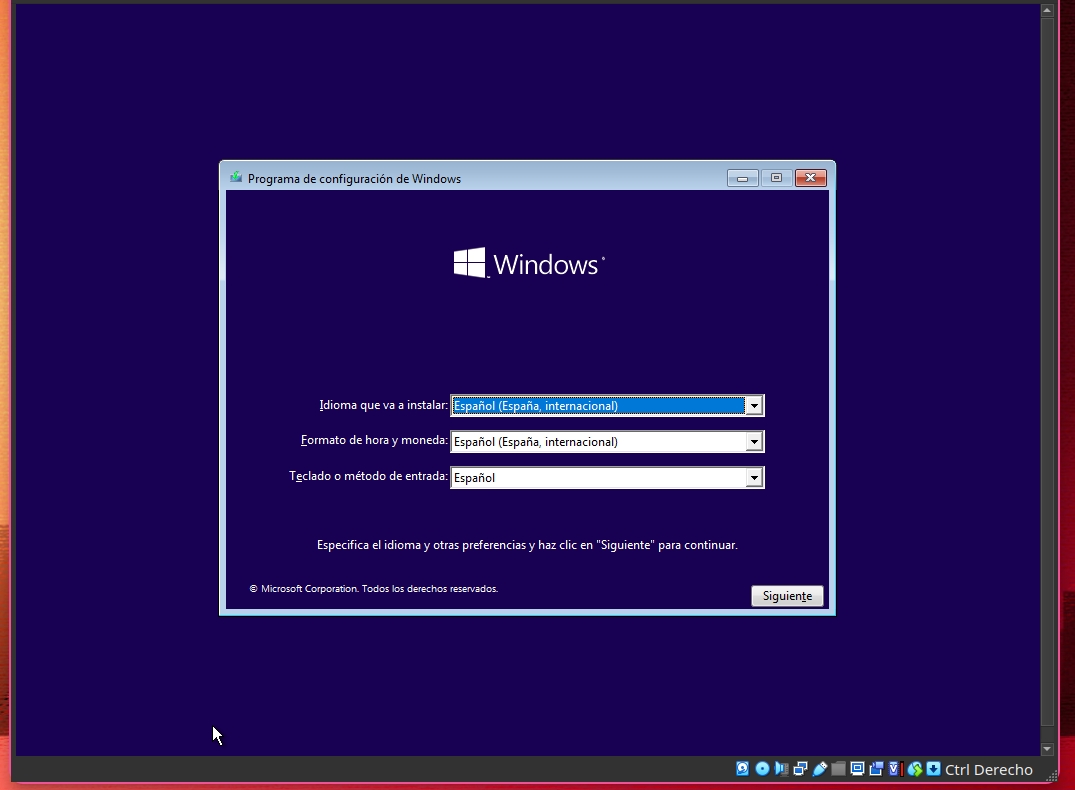 Programa de configuración de Windows
Windows
Idioma que va a instalar: Español (España, internacional)
Formato de hora y moneda: Español (España, internacional)
Teclado o método de entrada: Español
Especifica el idioma y otras preferencias y haz clic en "Siguiente" para continuar.
© Microsoft Corporation. Todos los derechos reservados.
Siguiente
Ctrl Derecho